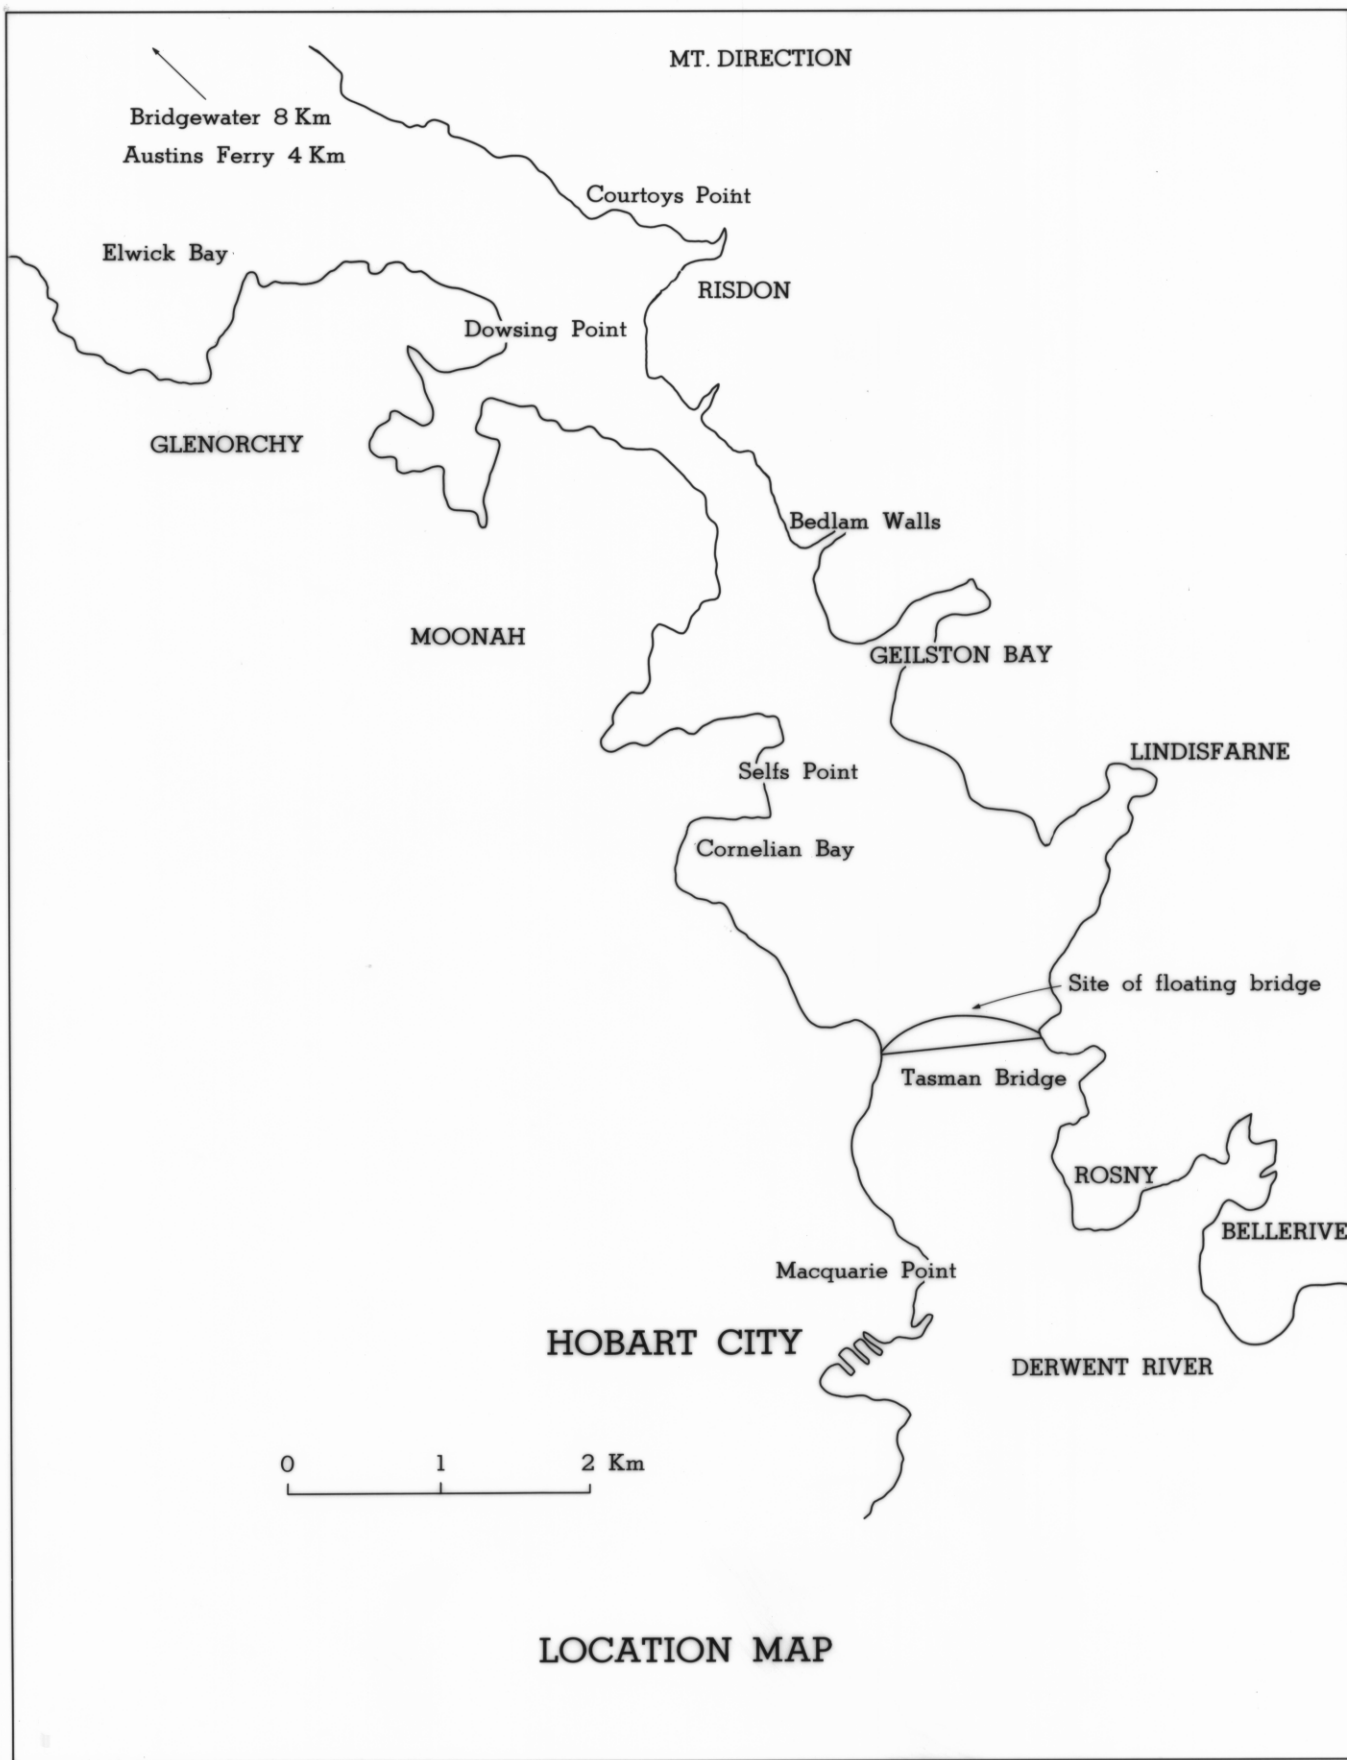 MT. DIRECTION
Bridgewater 8 Km
Austins Ferry 4 Km
Courtoys Point
Elwick Bay
RISDON
Dowsing Point
GLENORCHY
Bedlam Walls
MOONAH
GEILSTON BAY
LINDISFARNE
Selfs Point
Cornelian Bay
Site of floating bridge
Tasman Bridge
ROSNY
BELLERIVE
Macquarie Point
HOBART CITY
DERWENT RIVER
0 1 2 Km
LOCATION MAP